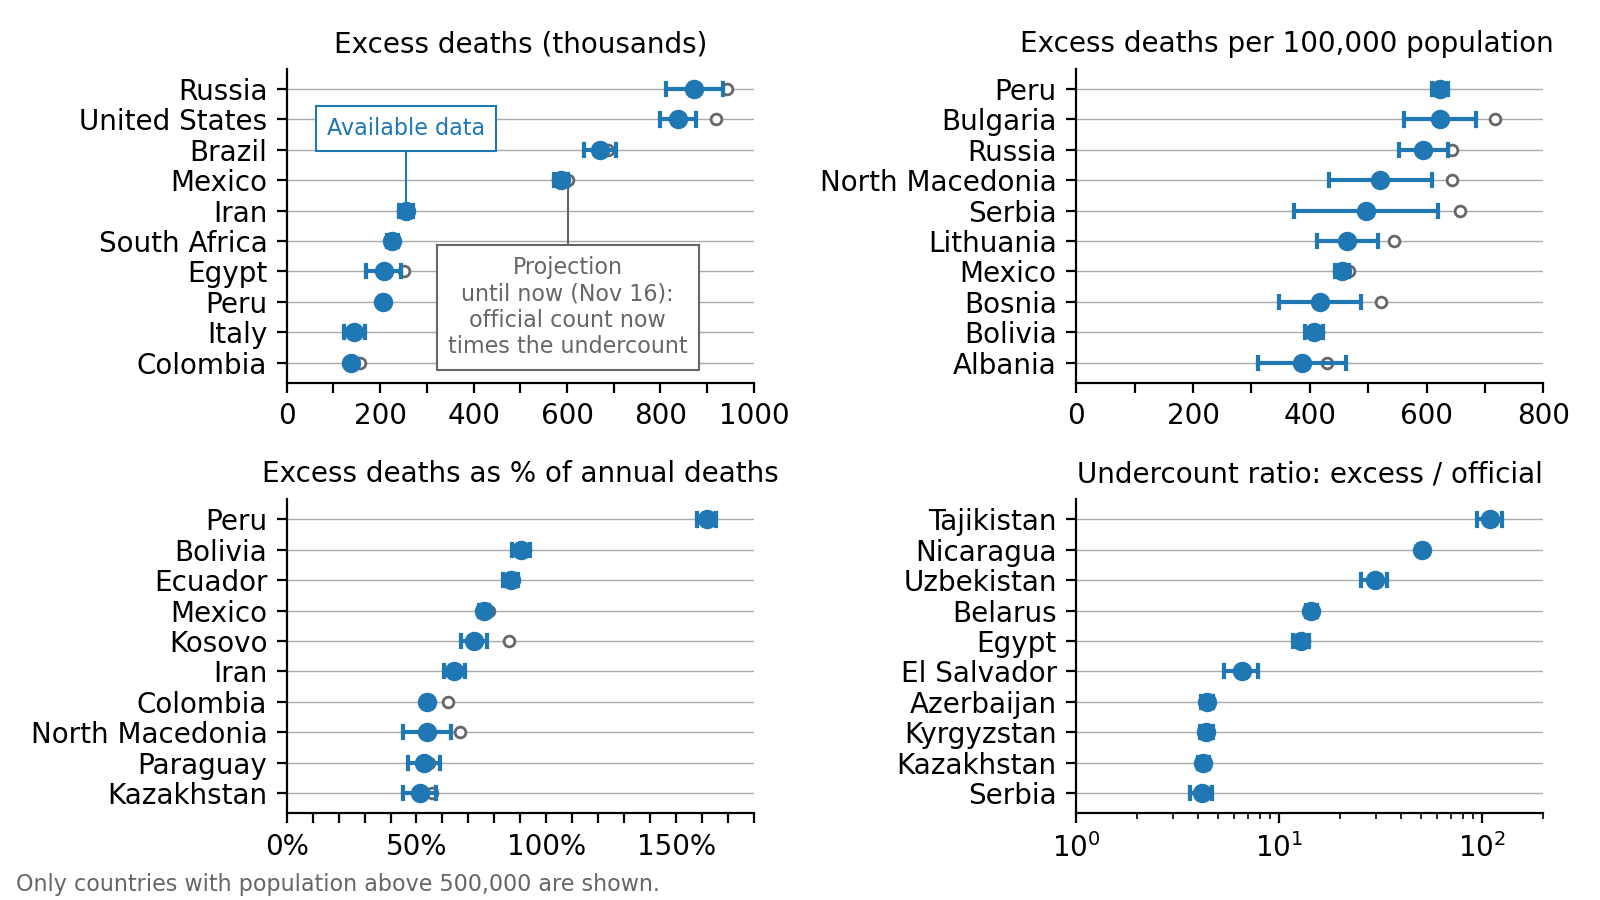 Excess deaths (thousands)
Russia
United States
Brazil
Mexico
Iran
South Africa
Egypt
Peru
Italy
Colombia
Available data
Projection
until now (Nov 16):
official count now
times the undercount
0 200 400 600 800 1000
Excess deaths per 100,000 population
Peru
Bulgaria
Russia
North Macedonia
Serbia
Lithuania
Mexico
Bosnia
Bolivia
Albania
0 200 400 600 800
Excess deaths as % of annual deaths
Peru
Bolivia
Ecuador
Mexico
Kosovo
Iran
Colombia
North Macedonia
Paraguay
Kazakhstan
0% 50% 100% 150%
Undercount ratio: excess / official
Tajikistan
Nicaragua
Uzbekistan
Belarus
Egypt
El Salvador
Azerbaijan
Kyrgyzstan
Kazakhstan
Serbia
10⁰ 10¹ 10²
Only countries with population above 500,000 are shown.